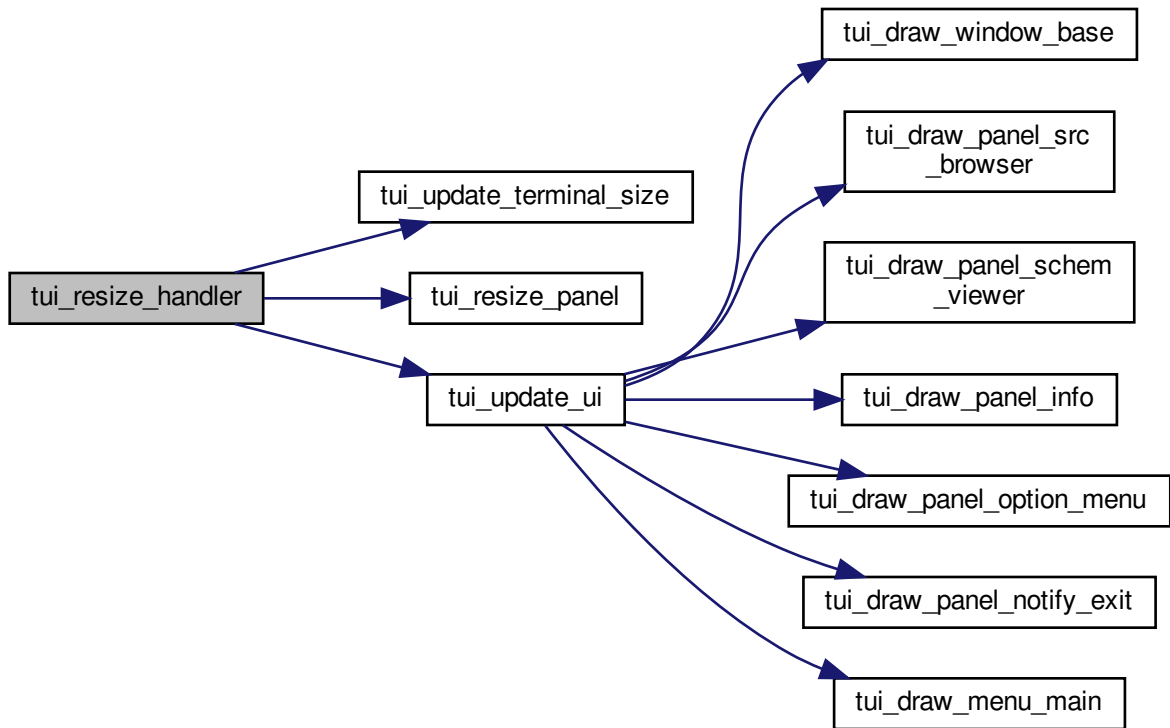 tui_resize_handler
tui_update_terminal_size
tui_resize_panel
tui_update_ui
tui_draw_window_base
tui_draw_panel_src
_browser
tui_draw_panel_schem
_viewer
tui_draw_panel_info
tui_draw_panel_option_menu
tui_draw_panel_notify_exit
tui_draw_menu_main